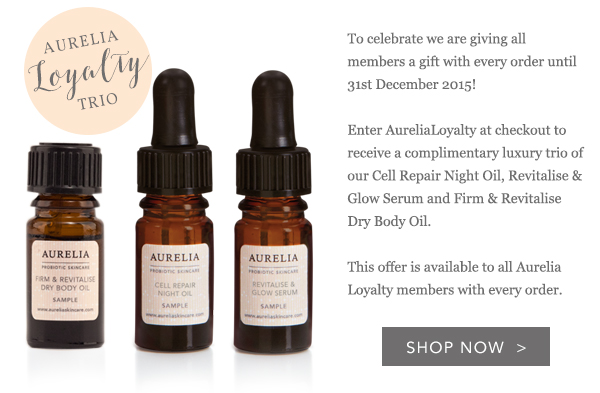 AURELIA
Loyalty
TRIO
To celebrate we are giving all
members a gift with every order until
31st December 2015!
Enter AureliaLoyalty at checkout to
receive a complimentary luxury trio of
our Cell Repair Night Oil, Revitalise &
Glow Serum and Firm & Revitalise
Dry Body Oil.
This offer is available to all Aurelia
Loyalty members with every order.
SHOP NOW >
AURELIA
PROBIOTIC SKINCARE
FIRM & REVITALISE
DRY BODY OIL
SAMPLE
www.aureliaskincare.com
AURELIA
PROBIOTIC SKINCARE
CELL REPAIR
NIGHT OIL
SAMPLE
www.aureliaskincare.com
AURELIA
PROBIOTIC SKINCARE
REVITALISE &
GLOW SERUM
SAMPLE
www.aureliaskincare.com